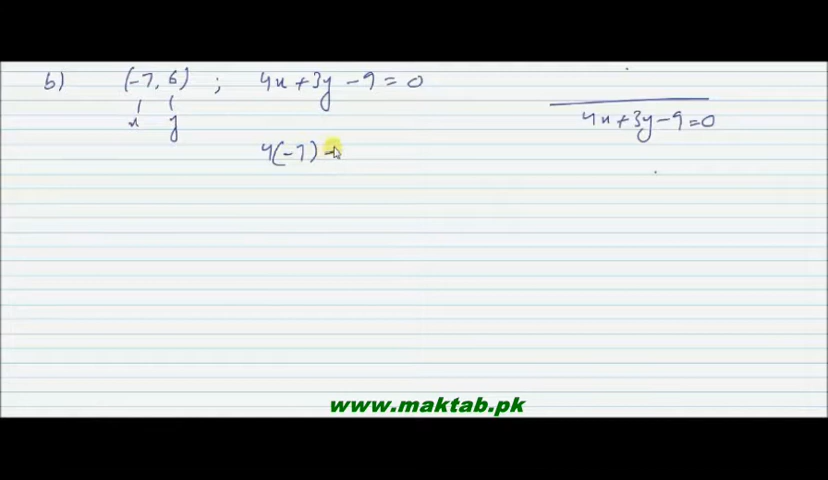 b) (-7, 6) ; 4x + 3y - 9 = 0
x y
4x + 3y - 9 = 0
4(-7) -
www.maktab.pk